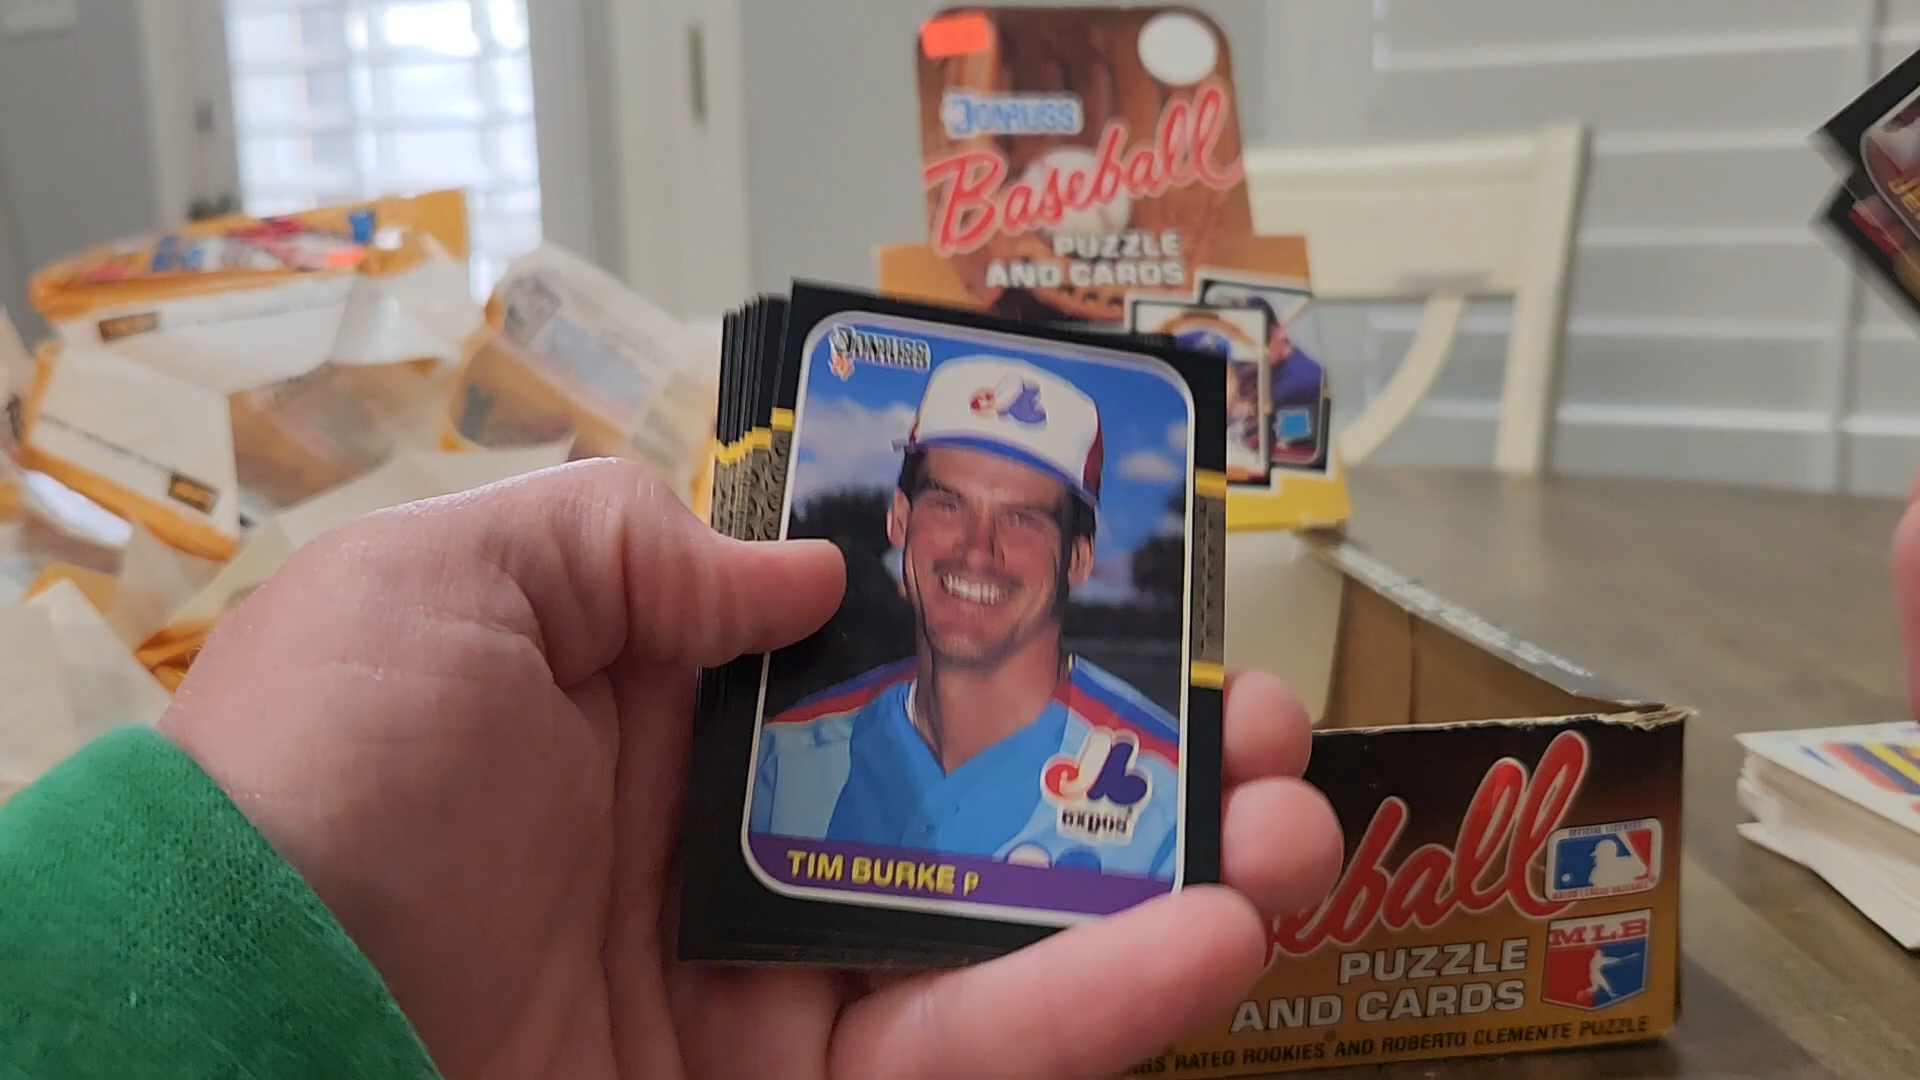 DONRUSS
Baseball
PUZZLE
AND CARDS
DONRUSS
expos
TIM BURKE p
eball
PUZZLE
AND CARDS
MLB
RATED ROOKIES AND ROBERTO CLEMENTE PUZZLE